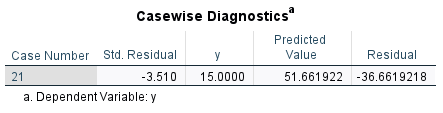 Casewise Diagnosticsa
Case Number Std. Residual y Predicted Value Residual
21 -3.510 15.0000 51.661922 -36.6619218
a. Dependent Variable: y